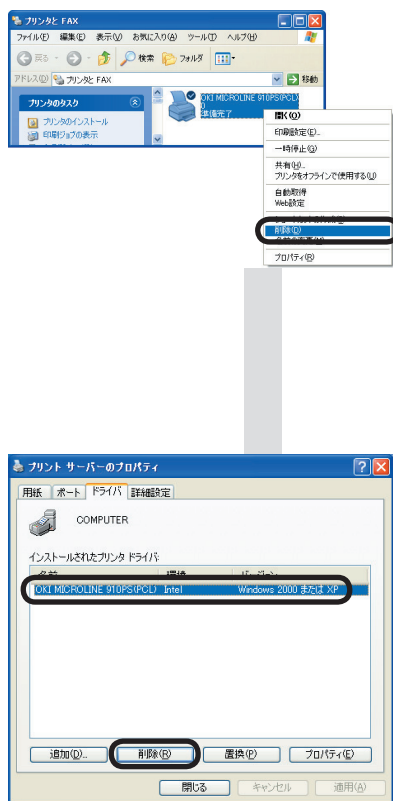 プリンタと FAX
ファイル(F) 編集(E) 表示(V) お気に入り(A) ツール(T) ヘルプ(H)
戻る 検索 フォルダ
アドレス(D) プリンタと FAX 移動
プリンタのタスク
プリンタのインストール
印刷ジョブの表示
OKI MICROLINE 910PS(PCL)
0
準備完了
開く(O)
印刷設定(E)...
一時停止(G)
共有(H)...
プリンタをオフラインで使用する(U)
自動取得
Web設定
削除(D)
プロパティ(R)
プリント サーバーのプロパティ
用紙 ポート ドライバ 詳細設定
COMPUTER
インストールされたプリンタ ドライバ:
OKI MICROLINE 910PS(PCL) Intel Windows 2000 または XP
追加(D)... 削除(R) 置換(P) プロパティ(E)
閉じる キャンセル 適用(A)